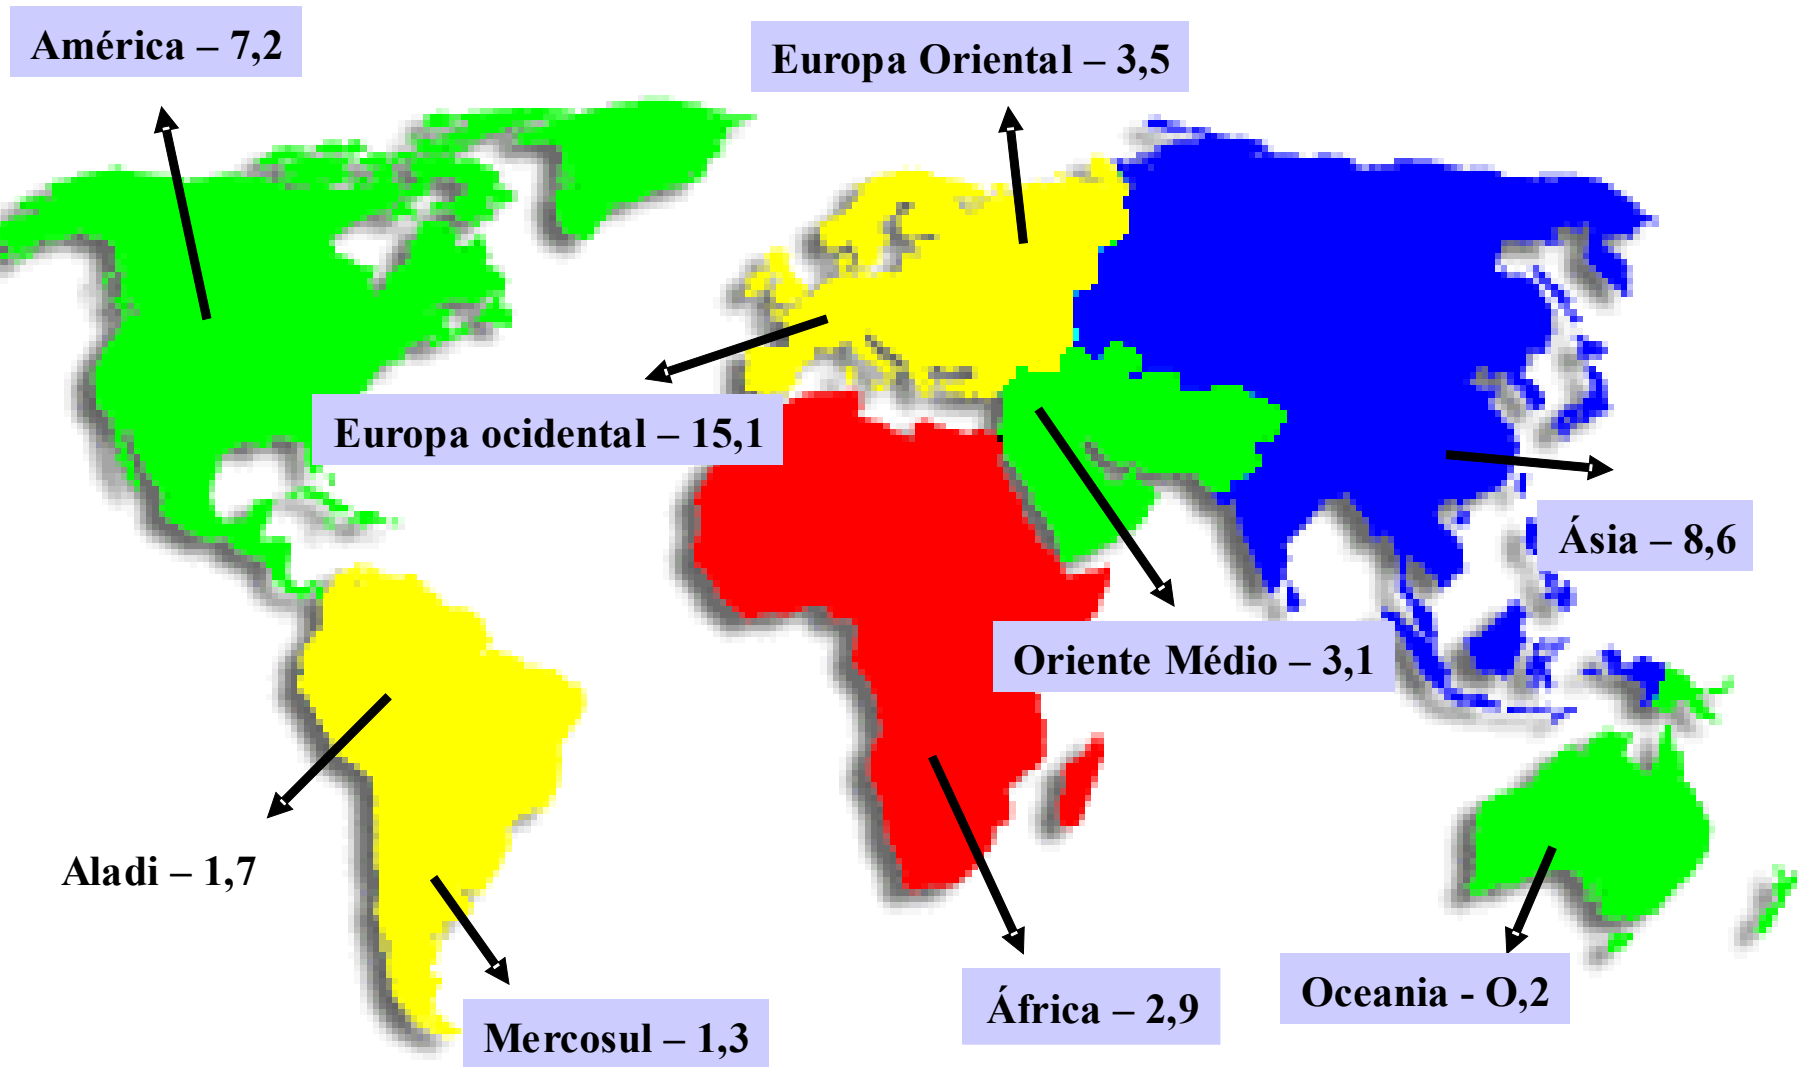 América – 7,2
Europa Oriental – 3,5
Europa ocidental – 15,1
Ásia – 8,6
Oriente Médio – 3,1
Aladi – 1,7
Mercosul – 1,3
África – 2,9
Oceania - O,2